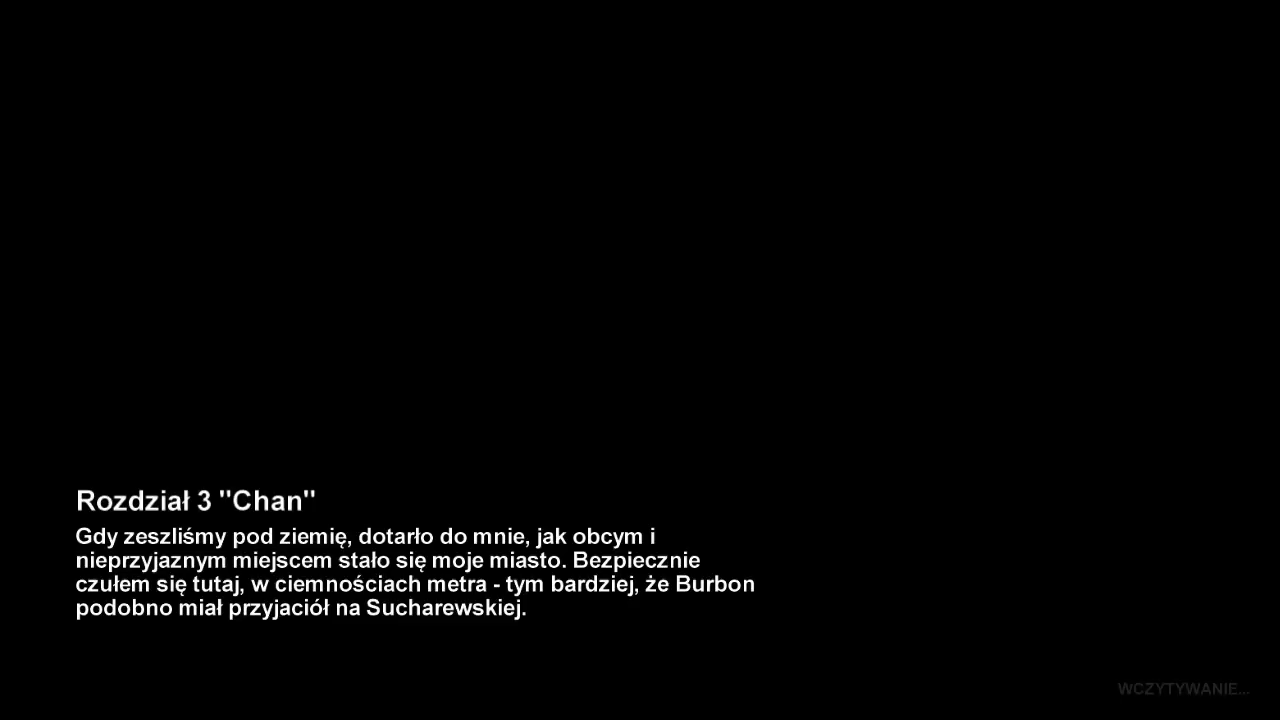 Rozdział 3 "Chan"
Gdy zeszliśmy pod ziemię, dotarło do mnie, jak obcym i
nieprzyjaznym miejscem stało się moje miasto. Bezpiecznie
czułem się tutaj, w ciemnościach metra - tym bardziej, że Burbon
podobno miał przyjaciół na Sucharewskiej.
WCZYTYWANIE...